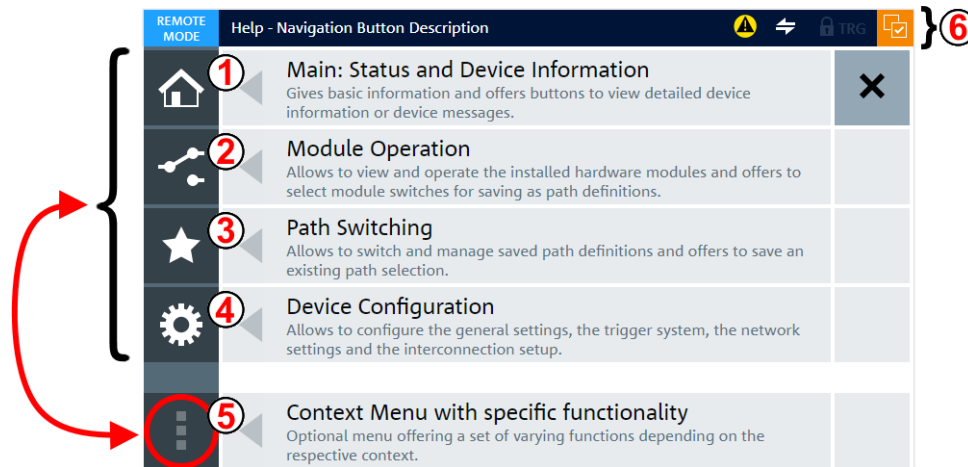 REMOTE
MODE
Help - Navigation Button Description
TRG
6
1
Main: Status and Device Information
Gives basic information and offers buttons to view detailed device
information or device messages.
2
Module Operation
Allows to view and operate the installed hardware modules and offers to
select module switches for saving as path definitions.
3
Path Switching
Allows to switch and manage saved path definitions and offers to save an
existing path selection.
4
Device Configuration
Allows to configure the general settings, the trigger system, the network
settings and the interconnection setup.
5
Context Menu with specific functionality
Optional menu offering a set of varying functions depending on the
respective context.